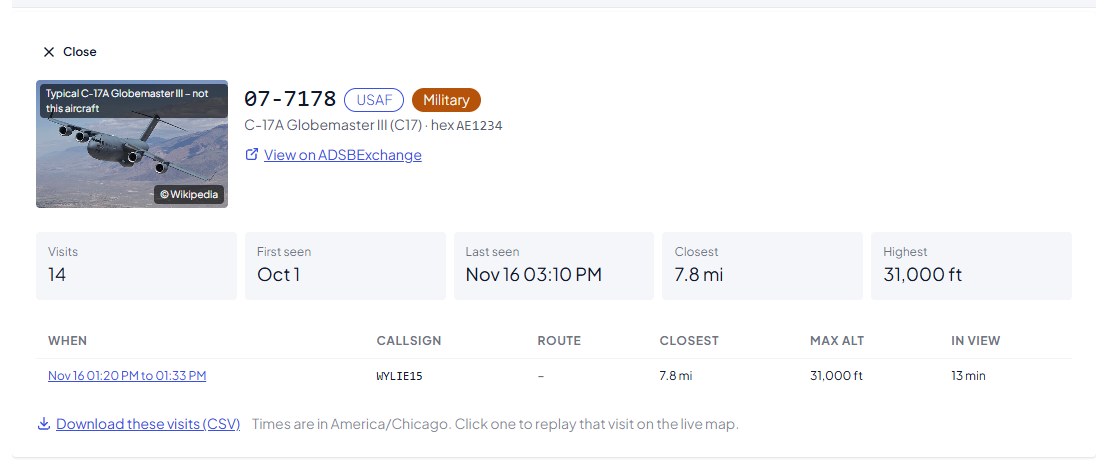 Close
Typical C-17A Globemaster III – not
this aircraft
© Wikipedia
07-7178 USAF Military
C-17A Globemaster III (C17) · hex AE1234
View on ADSBExchange
Visits
14
First seen
Oct 1
Last seen
Nov 16 03:10 PM
Closest
7.8 mi
Highest
31,000 ft
WHEN CALLSIGN ROUTE CLOSEST MAX ALT IN VIEW
Nov 16 01:20 PM to 01:33 PM WYLIE15 – 7.8 mi 31,000 ft 13 min
Download these visits (CSV) Times are in America/Chicago. Click one to replay that visit on the live map.